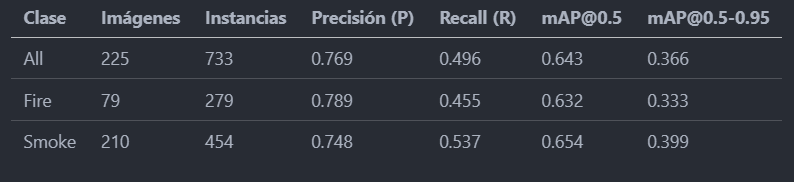 Clase Imágenes Instancias Precisión (P) Recall (R) mAP@0.5 mAP@0.5-0.95
All 225 733 0.769 0.496 0.643 0.366
Fire 79 279 0.789 0.455 0.632 0.333
Smoke 210 454 0.748 0.537 0.654 0.399